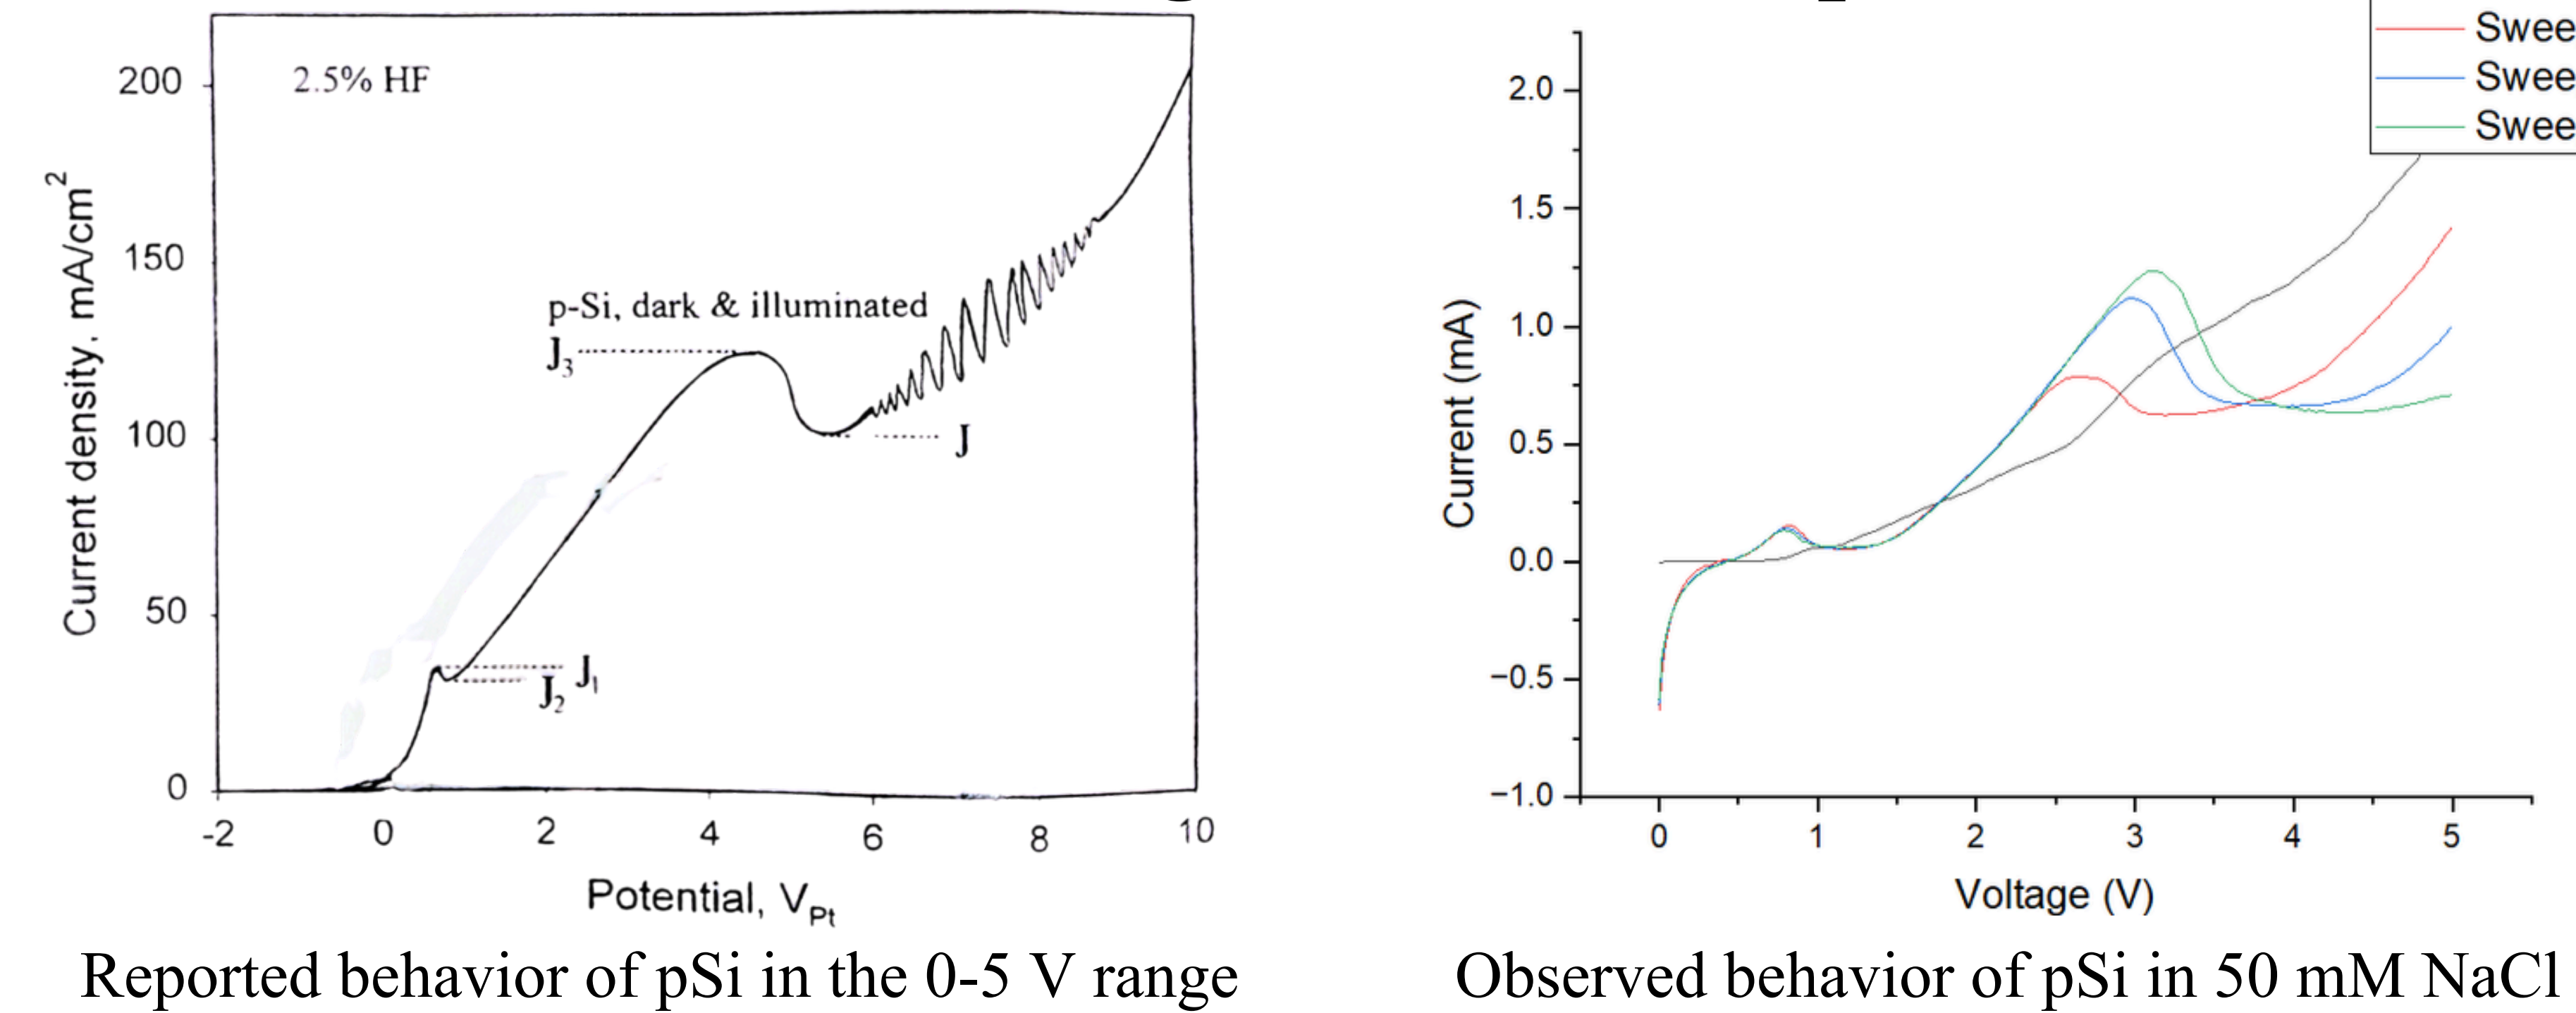 200
150
100
50
0
-2
0
2
4
6
8
10
Current density, mA/cm2
2.5% HF
p-Si, dark & illuminated
J3
J
J1
J2
Potential, VPt
Reported behavior of pSi in the 0-5 V range
Swee
Swee
Swee
2.0
1.5
1.0
0.5
0.0
−0.5
−1.0
0
1
2
3
4
5
Current (mA)
Voltage (V)
Observed behavior of pSi in 50 mM NaCl